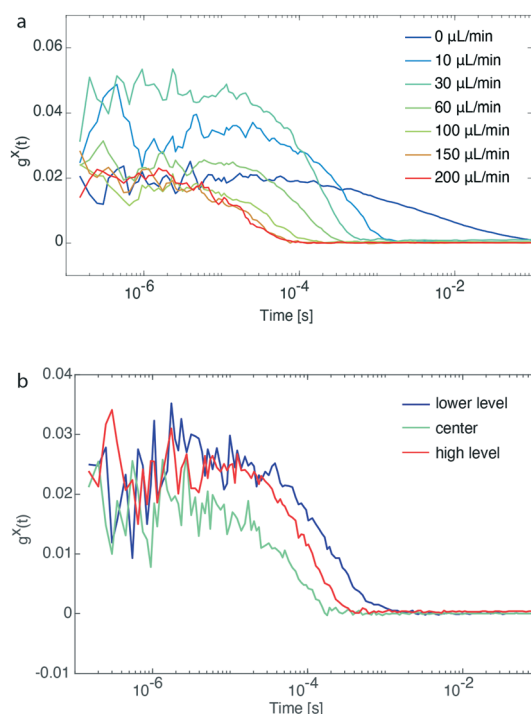 a
0.06
0.04
0.02
0
gˣ(t)
0 µL/min
10 µL/min
30 µL/min
60 µL/min
100 µL/min
150 µL/min
200 µL/min
10⁻⁶
10⁻⁴
10⁻²
Time [s]
b
0.04
0.03
0.02
0.01
0
-0.01
gˣ(t)
lower level
center
high level
10⁻⁶
10⁻⁴
10⁻²
Time [s]